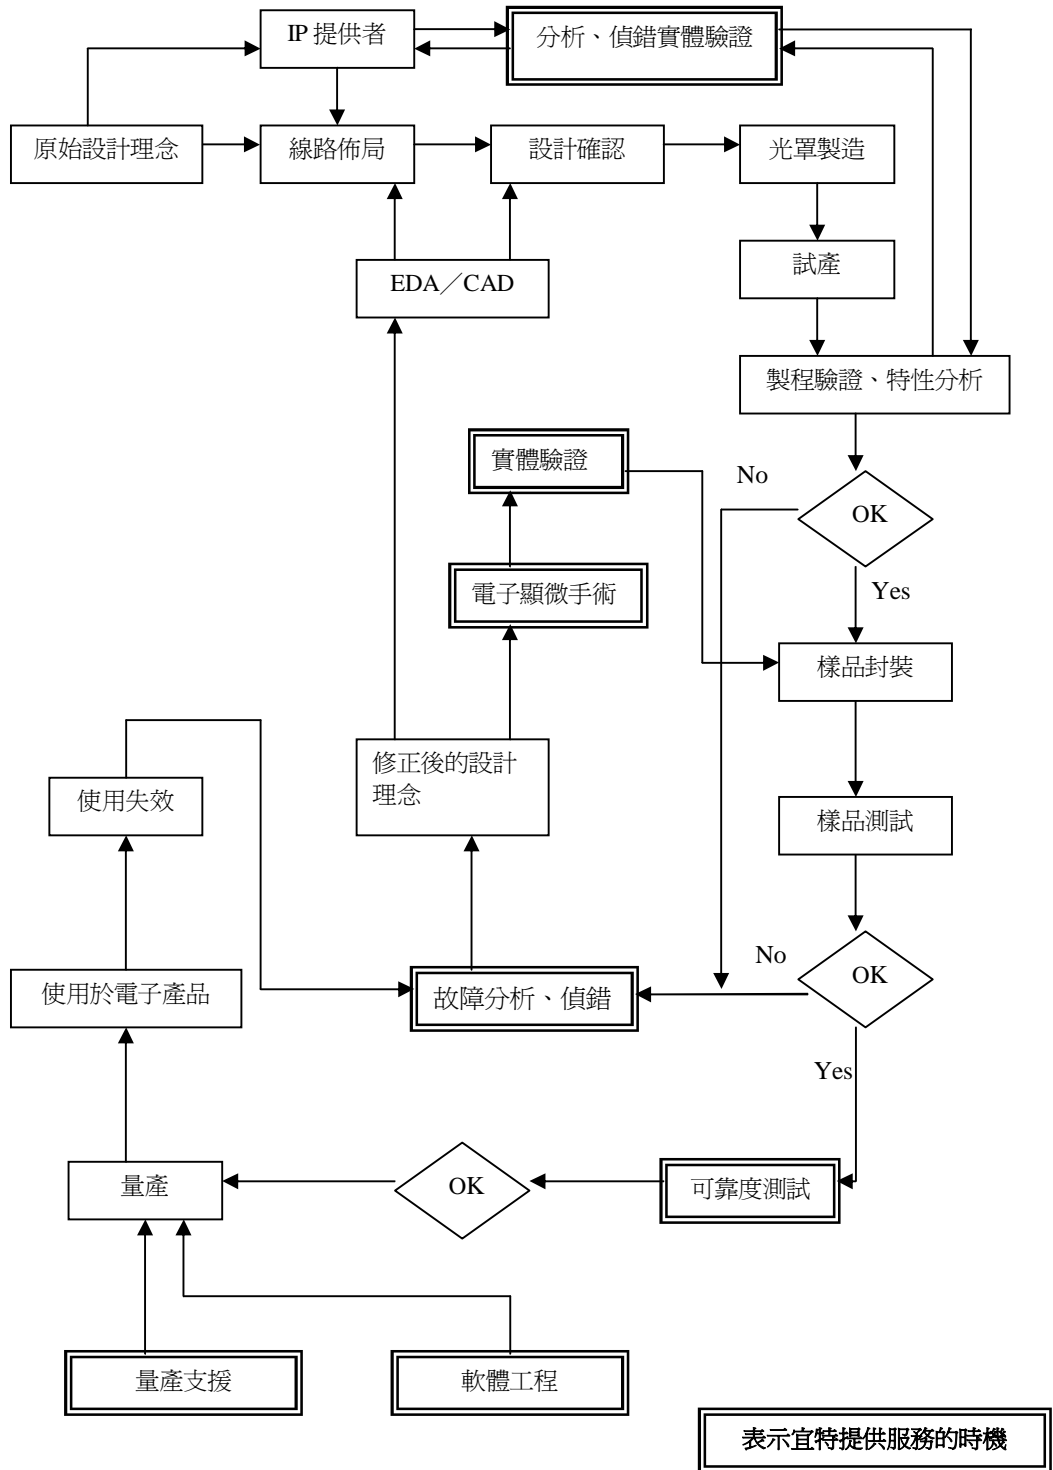 IP 提供者
分析、偵錯實體驗證
原始設計理念
線路佈局
設計確認
光罩製造
試產
EDA／CAD
製程驗證、特性分析
實體驗證
No
OK
電子顯微手術
Yes
樣品封裝
修正後的設計
理念
使用失效
樣品測試
No
OK
使用於電子產品
故障分析、偵錯
Yes
量產
OK
可靠度測試
量產支援
軟體工程
表示宜特提供服務的時機